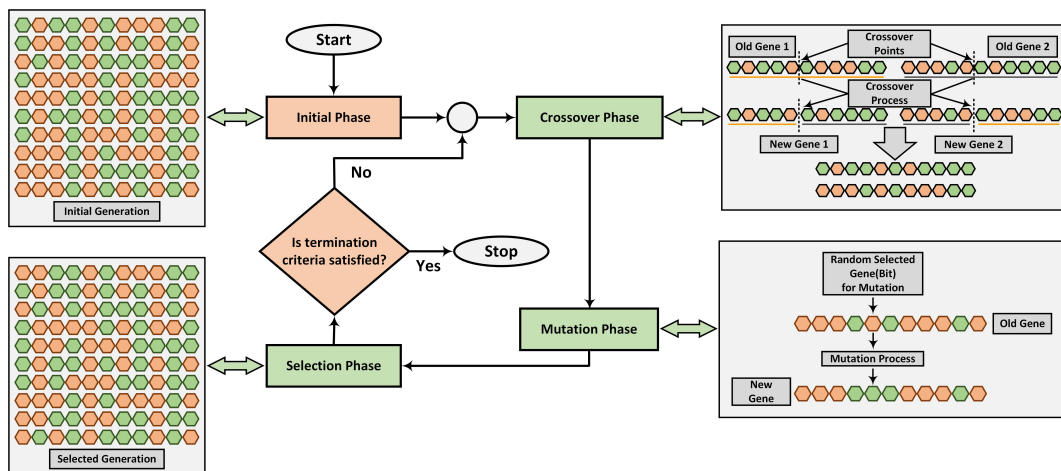 Start
Initial Phase
Crossover Phase
No
Is termination
criteria satisfied?
Yes
Stop
Mutation Phase
Selection Phase
Initial Generation
Selected Generation
Old Gene 1
Crossover
Points
Old Gene 2
Crossover
Process
New Gene 1
New Gene 2
Random Selected
Gene(Bit)
for Mutation
Old Gene
Mutation Process
New
Gene